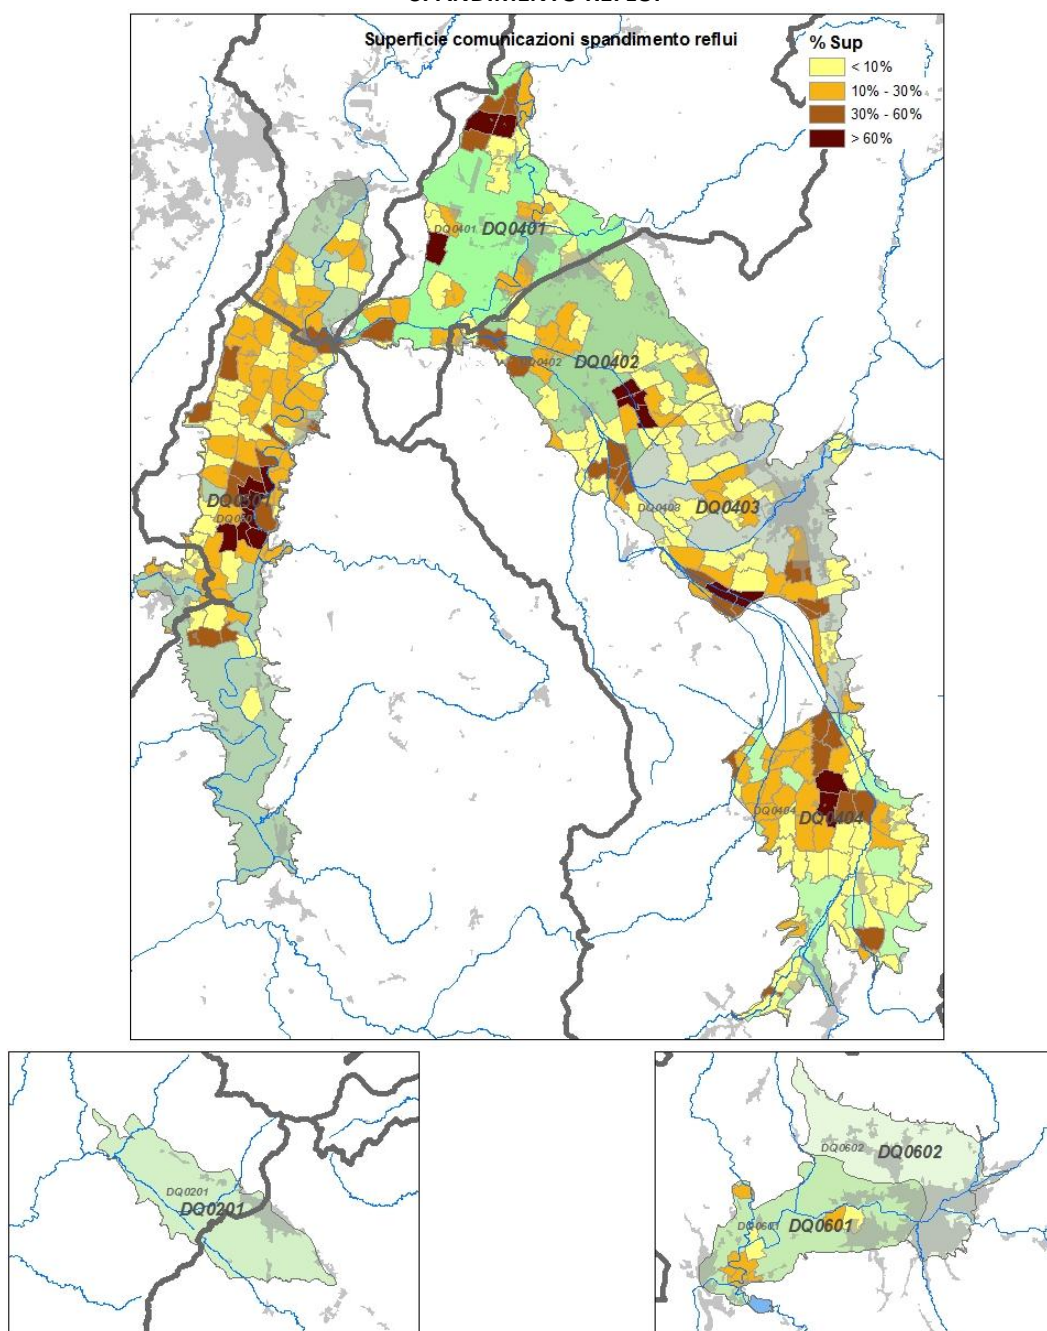 Superficie comunicazioni spandimento reflui
% Sup
< 10%
10% - 30%
30% - 60%
> 60%
DQ0401 DQ0401
DQ0402 DQ0402
DQ0403 DQ0403
DQ0404 DQ0404
DQ0201
DQ0201
DQ0602 DQ0602
DQ0601 DQ0601